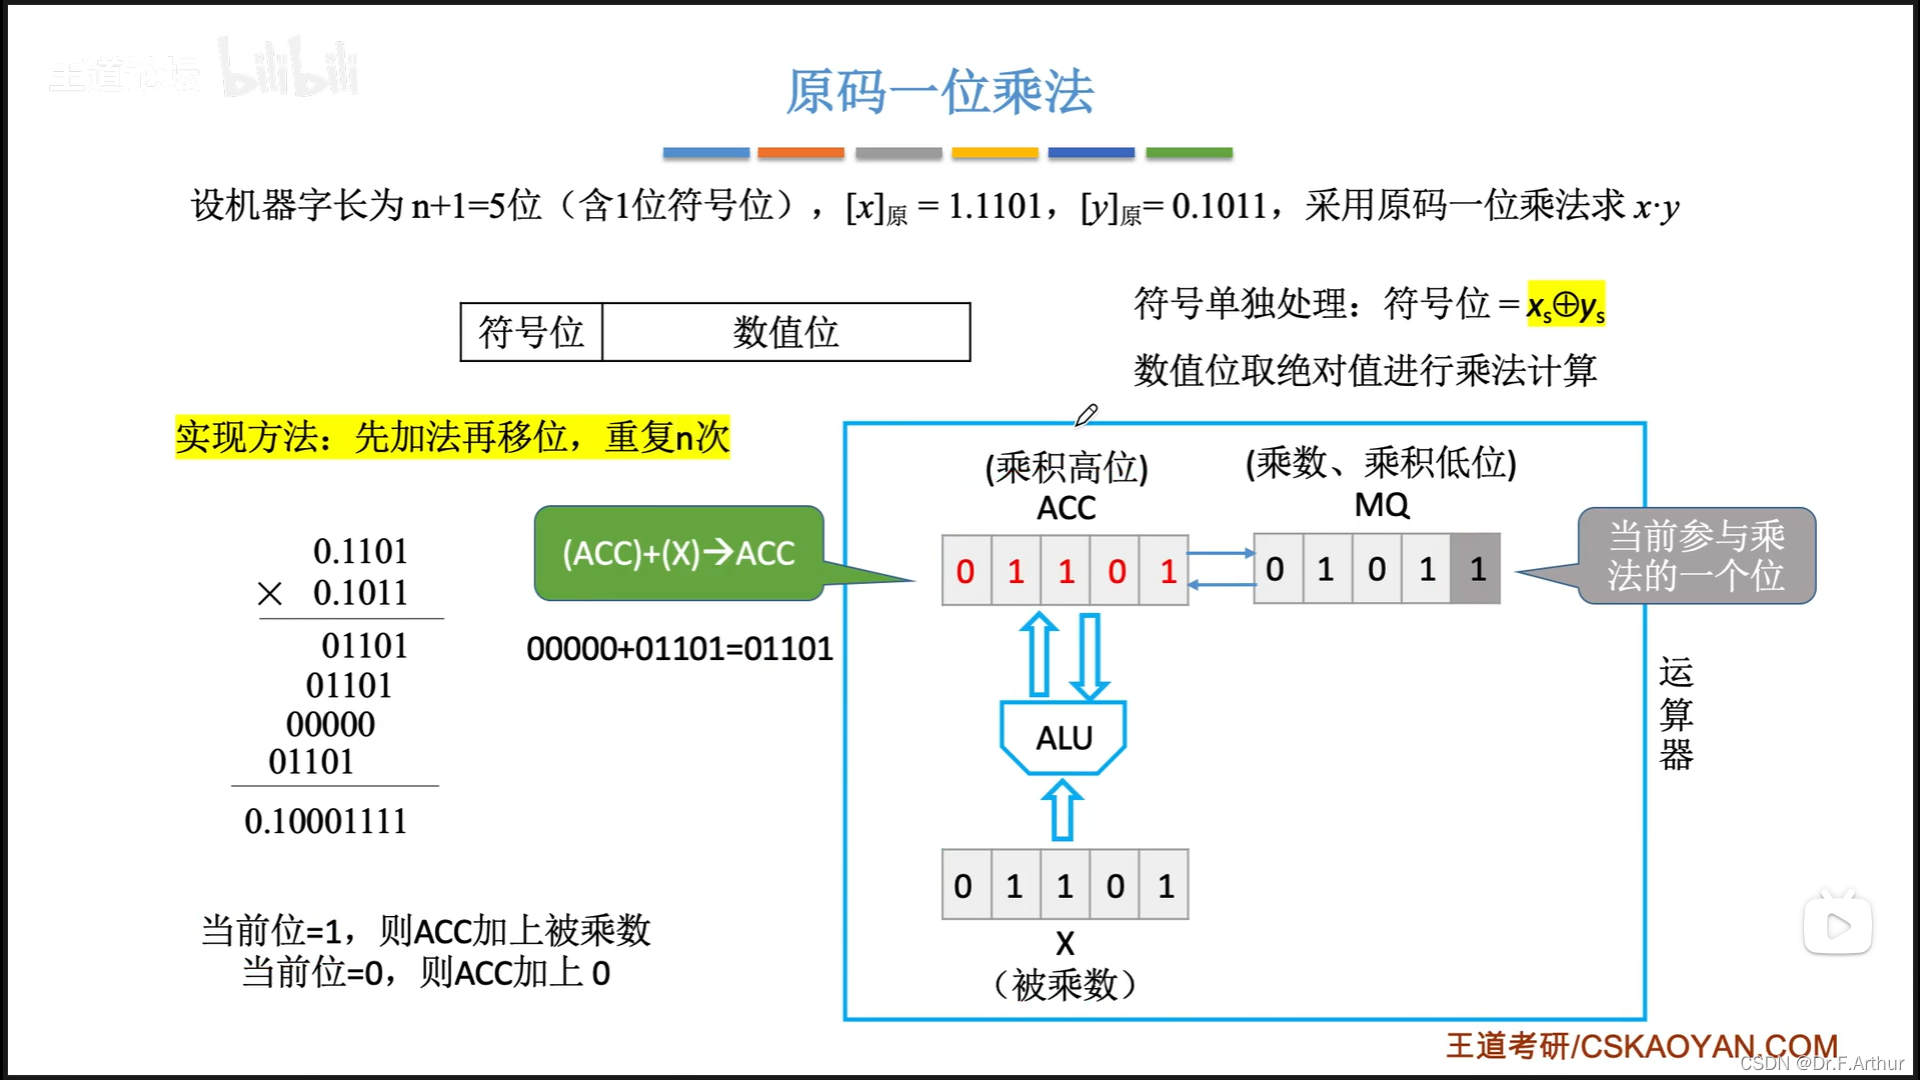 王道论坛 bilibili
原码一位乘法
设机器字长为 n+1=5位（含1位符号位），[x]原 = 1.1101，[y]原= 0.1011，采用原码一位乘法求 x·y
符号位 数值位
符号单独处理：符号位 = xs⊕ys
数值位取绝对值进行乘法计算
实现方法：先加法再移位，重复n次
0.1101
× 0.1011
01101
01101
00000
01101
0.10001111
(ACC)+(X)→ACC
00000+01101=01101
当前位=1，则ACC加上被乘数
当前位=0，则ACC加上 0
(乘积高位)
ACC
0 1 1 0 1
(乘数、乘积低位)
MQ
0 1 0 1 1
当前参与乘
法的一个位
ALU
0 1 1 0 1
X
（被乘数）
运
算
器
王道考研/CSKAOYAN.COM
CSDN @Dr.F.Arthur